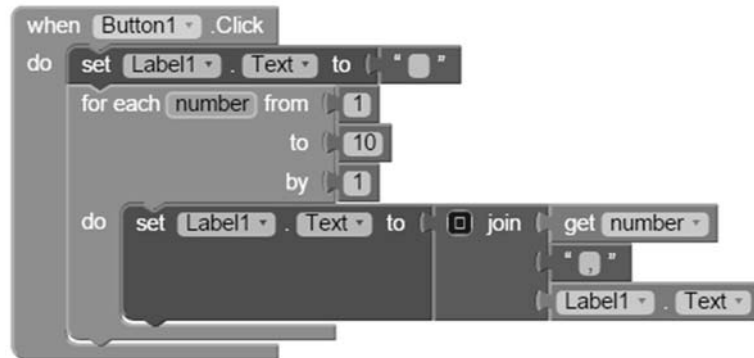 when Button1 .Click
do set Label1 . Text to " "
for each number from 1
to 10
by 1
do set Label1 . Text to join get number
" , "
Label1 . Text